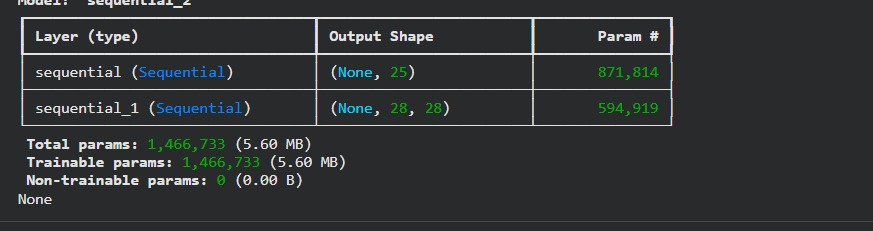 Model: "sequential_2"
Layer (type) Output Shape Param #
sequential (Sequential) (None, 25) 871,814
sequential_1 (Sequential) (None, 28, 28) 594,919
Total params: 1,466,733 (5.60 MB)
Trainable params: 1,466,733 (5.60 MB)
Non-trainable params: 0 (0.00 B)
None